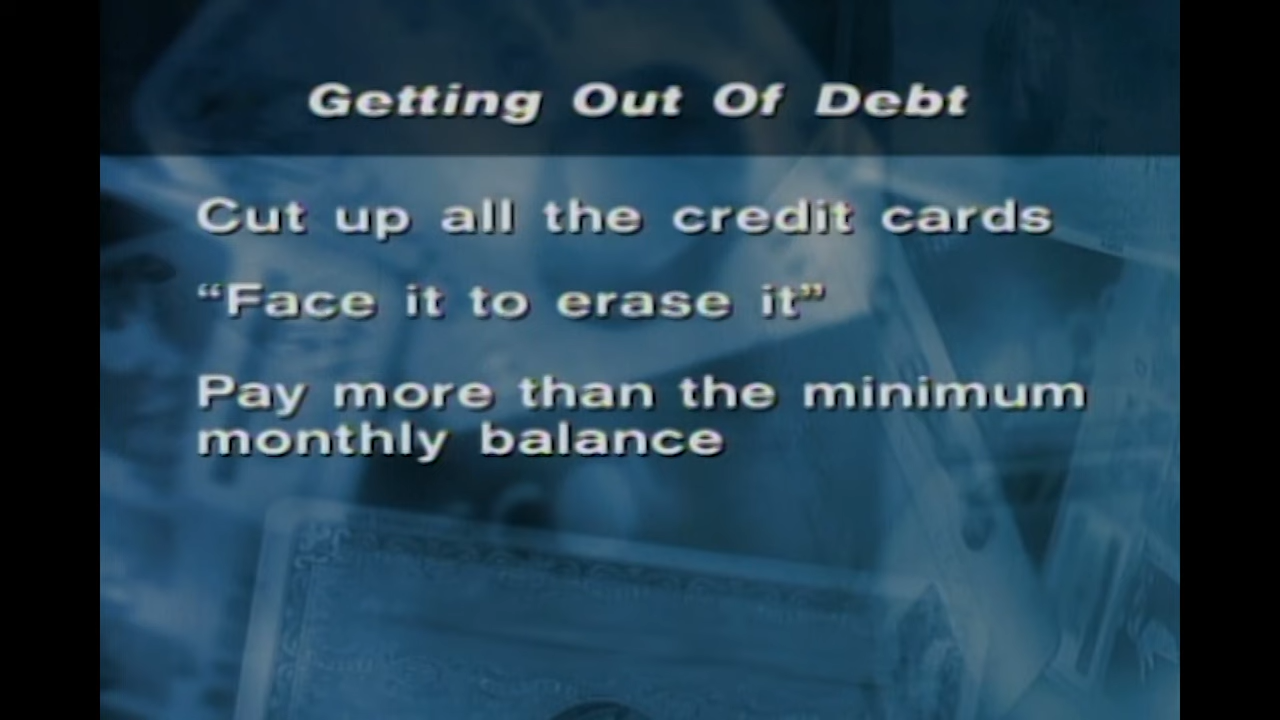 Getting Out Of Debt
Cut up all the credit cards
“Face it to erase it”
Pay more than the minimum
monthly balance